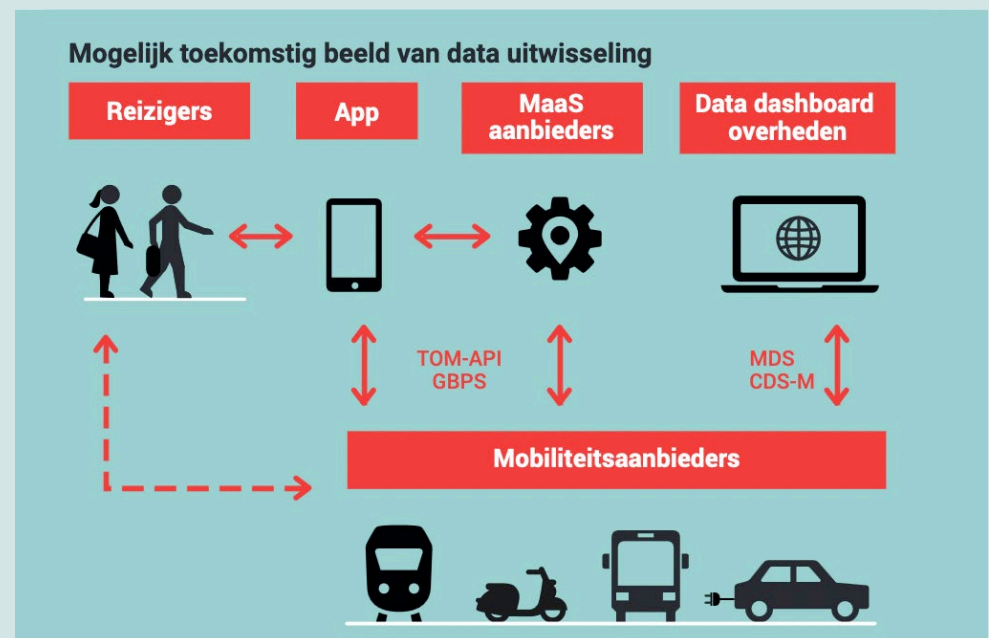 Mogelijk toekomstig beeld van data uitwisseling
Reizigers
App
MaaS
aanbieders
Data dashboard
overheden
TOM-API
GBPS
MDS
CDS-M
Mobiliteitsaanbieders